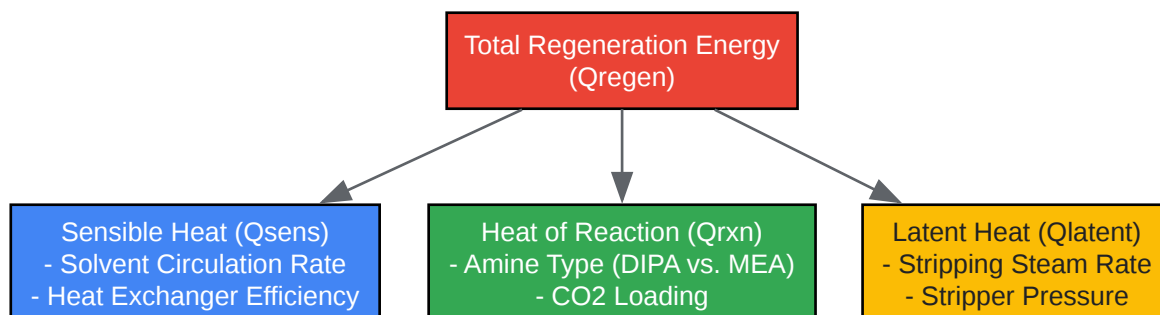 Total Regeneration Energy
(Qregen)
Sensible Heat (Qsens)
- Solvent Circulation Rate
- Heat Exchanger Efficiency
Heat of Reaction (Qrxn)
- Amine Type (DIPA vs. MEA)
- CO2 Loading
Latent Heat (Qlatent)
- Stripping Steam Rate
- Stripper Pressure